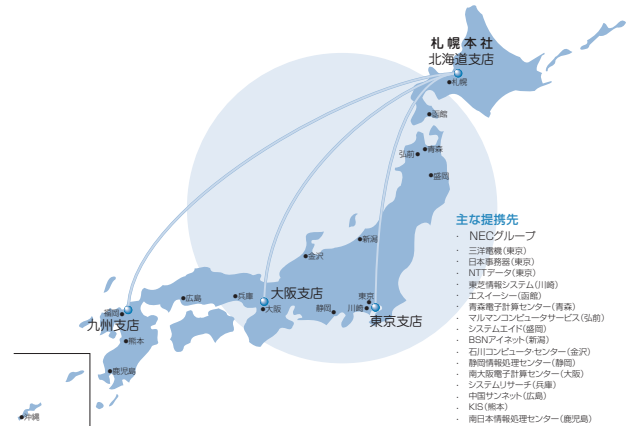 札幌本社
北海道支店
札幌
函館
弘前
青森
盛岡
新潟
金沢
広島
兵庫
大阪支店
大阪
静岡
東京
川崎
東京支店
福岡
九州支店
熊本
鹿児島
沖縄
主な提携先
· NECグループ
· 三洋電機(東京)
· 日本事務器(東京)
· NTTデータ(東京)
· 東芝情報システム(川崎)
· エスイーシー(函館)
· 青森電子計算センター(青森)
· マルマンコンピュータサービス(弘前)
· システムエイド(盛岡)
· BSNアイネット(新潟)
· 石川コンピュータ・センター(金沢)
· 静岡情報処理センター(静岡)
· 南大阪電子計算センター(大阪)
· システムリサーチ(兵庫)
· 中国サンネット(広島)
· KIS(熊本)
· 南日本情報処理センター(鹿児島)